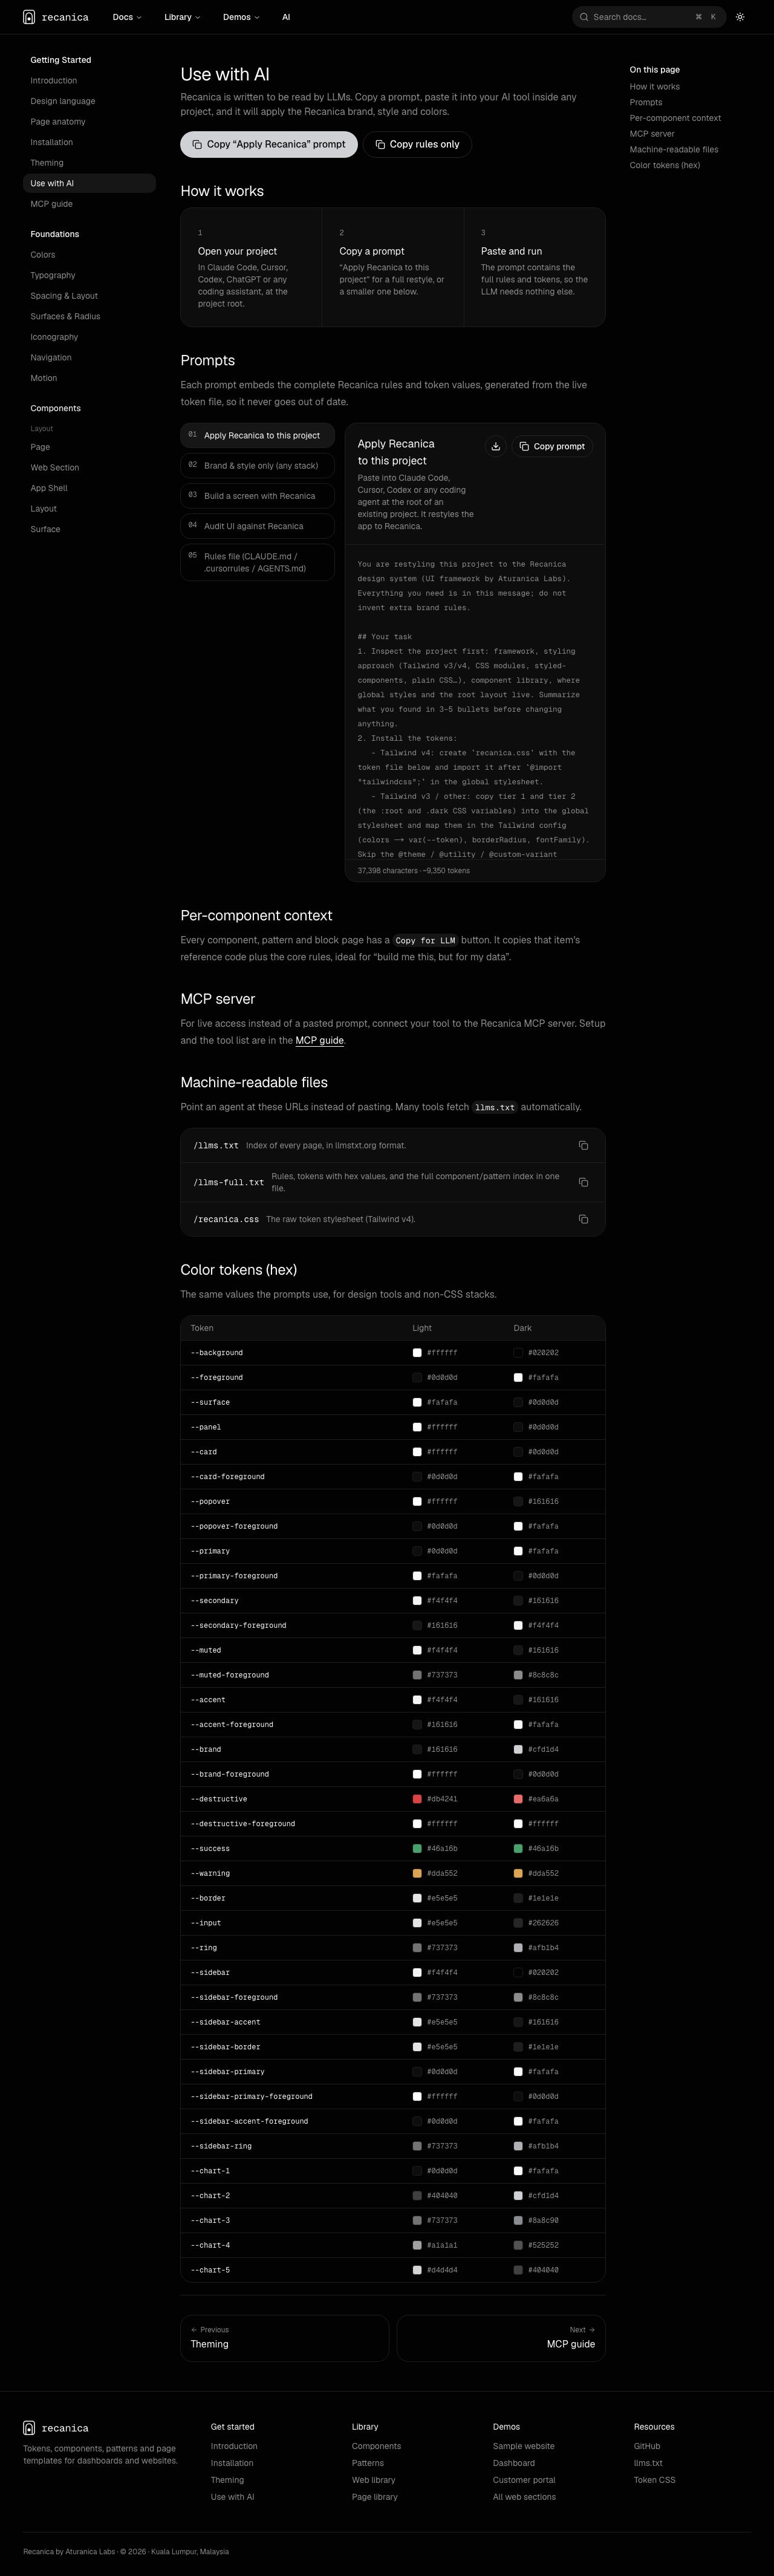 recanica
Docs
Library
Demos
AI
Search docs...
⌘ K
Getting Started
Introduction
Design language
Page anatomy
Installation
Theming
Use with AI
MCP guide
Foundations
Colors
Typography
Spacing & Layout
Surfaces & Radius
Iconography
Navigation
Motion
Components
Layout
Page
Web Section
App Shell
Layout
Surface
Use with AI
Recanica is written to be read by LLMs. Copy a prompt, paste it into your AI tool inside any
project, and it will apply the Recanica brand, style and colors.
Copy “Apply Recanica” prompt
Copy rules only
How it works
1
Open your project
In Claude Code, Cursor,
Codex, ChatGPT or any
coding assistant, at the
project root.
2
Copy a prompt
“Apply Recanica to this
project” for a full restyle, or
a smaller one below.
3
Paste and run
The prompt contains the
full rules and tokens, so the
LLM needs nothing else.
Prompts
Each prompt embeds the complete Recanica rules and token values, generated from the live
token file, so it never goes out of date.
01 Apply Recanica to this project
02 Brand & style only (any stack)
03 Build a screen with Recanica
04 Audit UI against Recanica
05 Rules file (CLAUDE.md /
.cursorrules / AGENTS.md)
Apply Recanica
to this project
Paste into Claude Code,
Cursor, Codex or any coding
agent at the root of an
existing project. It restyles the
app to Recanica.
Copy prompt
You are restyling this project to the Recanica
design system (UI framework by Aturanica Labs).
Everything you need is in this message; do not
invent extra brand rules.
## Your task
1. Inspect the project first: framework, styling
approach (Tailwind v3/v4, CSS modules, styled-
components, plain CSS…), component library, where
global styles and the root layout live. Summarize
what you found in 3–5 bullets before changing
anything.
2. Install the tokens:
- Tailwind v4: create `recanica.css` with the
token file below and import it after `@import
"tailwindcss";` in the global stylesheet.
- Tailwind v3 / other: copy tier 1 and tier 2
(the :root and .dark CSS variables) into the global
stylesheet and map them in the Tailwind config
(colors → var(--token), borderRadius, fontFamily).
Skip the @theme / @utility / @custom-variant
37,398 characters · ~9,350 tokens
Per-component context
Every component, pattern and block page has a Copy for LLM button. It copies that item's
reference code plus the core rules, ideal for “build me this, but for my data”.
MCP server
For live access instead of a pasted prompt, connect your tool to the Recanica MCP server. Setup
and the tool list are in the MCP guide.
Machine-readable files
Point an agent at these URLs instead of pasting. Many tools fetch llms.txt automatically.
/llms.txt Index of every page, in llmstxt.org format.
/llms-full.txt Rules, tokens with hex values, and the full component/pattern index in one
file.
/recanica.css The raw token stylesheet (Tailwind v4).
Color tokens (hex)
The same values the prompts use, for design tools and non-CSS stacks.
Token Light Dark
--background #ffffff #020202
--foreground #0d0d0d #fafafa
--surface #fafafa #0d0d0d
--panel #ffffff #0d0d0d
--card #ffffff #0d0d0d
--card-foreground #0d0d0d #fafafa
--popover #ffffff #161616
--popover-foreground #0d0d0d #fafafa
--primary #0d0d0d #fafafa
--primary-foreground #fafafa #0d0d0d
--secondary #f4f4f4 #161616
--secondary-foreground #161616 #f4f4f4
--muted #f4f4f4 #161616
--muted-foreground #737373 #8c8c8c
--accent #f4f4f4 #161616
--accent-foreground #161616 #fafafa
--brand #161616 #cfd1d4
--brand-foreground #ffffff #0d0d0d
--destructive #db4241 #ea6a6a
--destructive-foreground #ffffff #ffffff
--success #46a16b #46a16b
--warning #dda552 #dda552
--border #e5e5e5 #1e1e1e
--input #e5e5e5 #262626
--ring #737373 #afb1b4
--sidebar #f4f4f4 #020202
--sidebar-foreground #737373 #8c8c8c
--sidebar-accent #e5e5e5 #161616
--sidebar-border #e5e5e5 #1e1e1e
--sidebar-primary #0d0d0d #fafafa
--sidebar-primary-foreground #ffffff #0d0d0d
--sidebar-accent-foreground #0d0d0d #fafafa
--sidebar-ring #737373 #afb1b4
--chart-1 #0d0d0d #fafafa
--chart-2 #404040 #cfd1d4
--chart-3 #737373 #8a8c90
--chart-4 #a1a1a1 #525252
--chart-5 #d4d4d4 #404040
← Previous
Theming
Next →
MCP guide
On this page
How it works
Prompts
Per-component context
MCP server
Machine-readable files
Color tokens (hex)
recanica
Tokens, components, patterns and page
templates for dashboards and websites.
Get started
Introduction
Installation
Theming
Use with AI
Library
Components
Patterns
Web library
Page library
Demos
Sample website
Dashboard
Customer portal
All web sections
Resources
GitHub
llms.txt
Token CSS
Recanica by Aturanica Labs · © 2026 · Kuala Lumpur, Malaysia